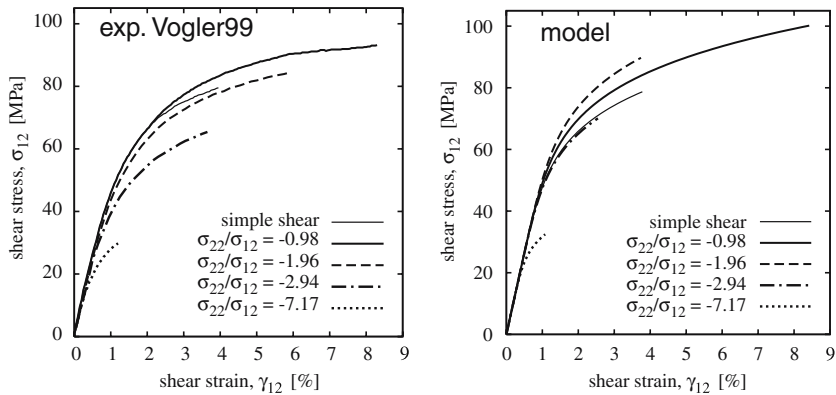 exp. Vogler99
100
80
60
40
20
0
shear stress, σ12 [MPa]
simple shear
σ22/σ12 = -0.98
σ22/σ12 = -1.96
σ22/σ12 = -2.94
σ22/σ12 = -7.17
0 1 2 3 4 5 6 7 8 9
shear strain, γ12 [%]
model
100
80
60
40
20
0
shear stress, σ12 [MPa]
simple shear
σ22/σ12 = -0.98
σ22/σ12 = -1.96
σ22/σ12 = -2.94
σ22/σ12 = -7.17
0 1 2 3 4 5 6 7 8 9
shear strain, γ12 [%]